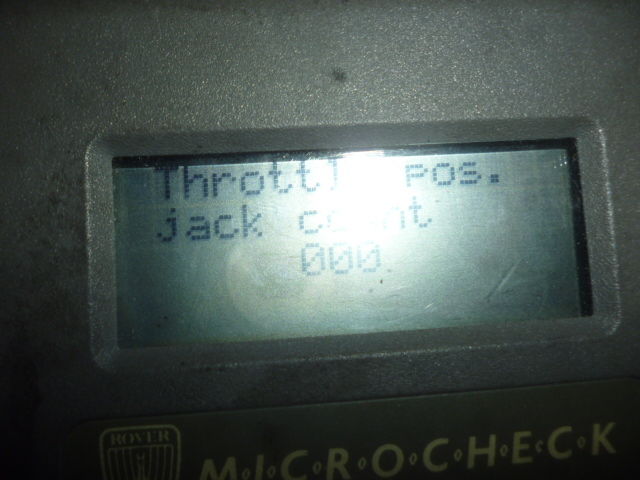 Throttle pos.
jack count
000
ROVER
M·I·C·R·O·C·H·E·C·K